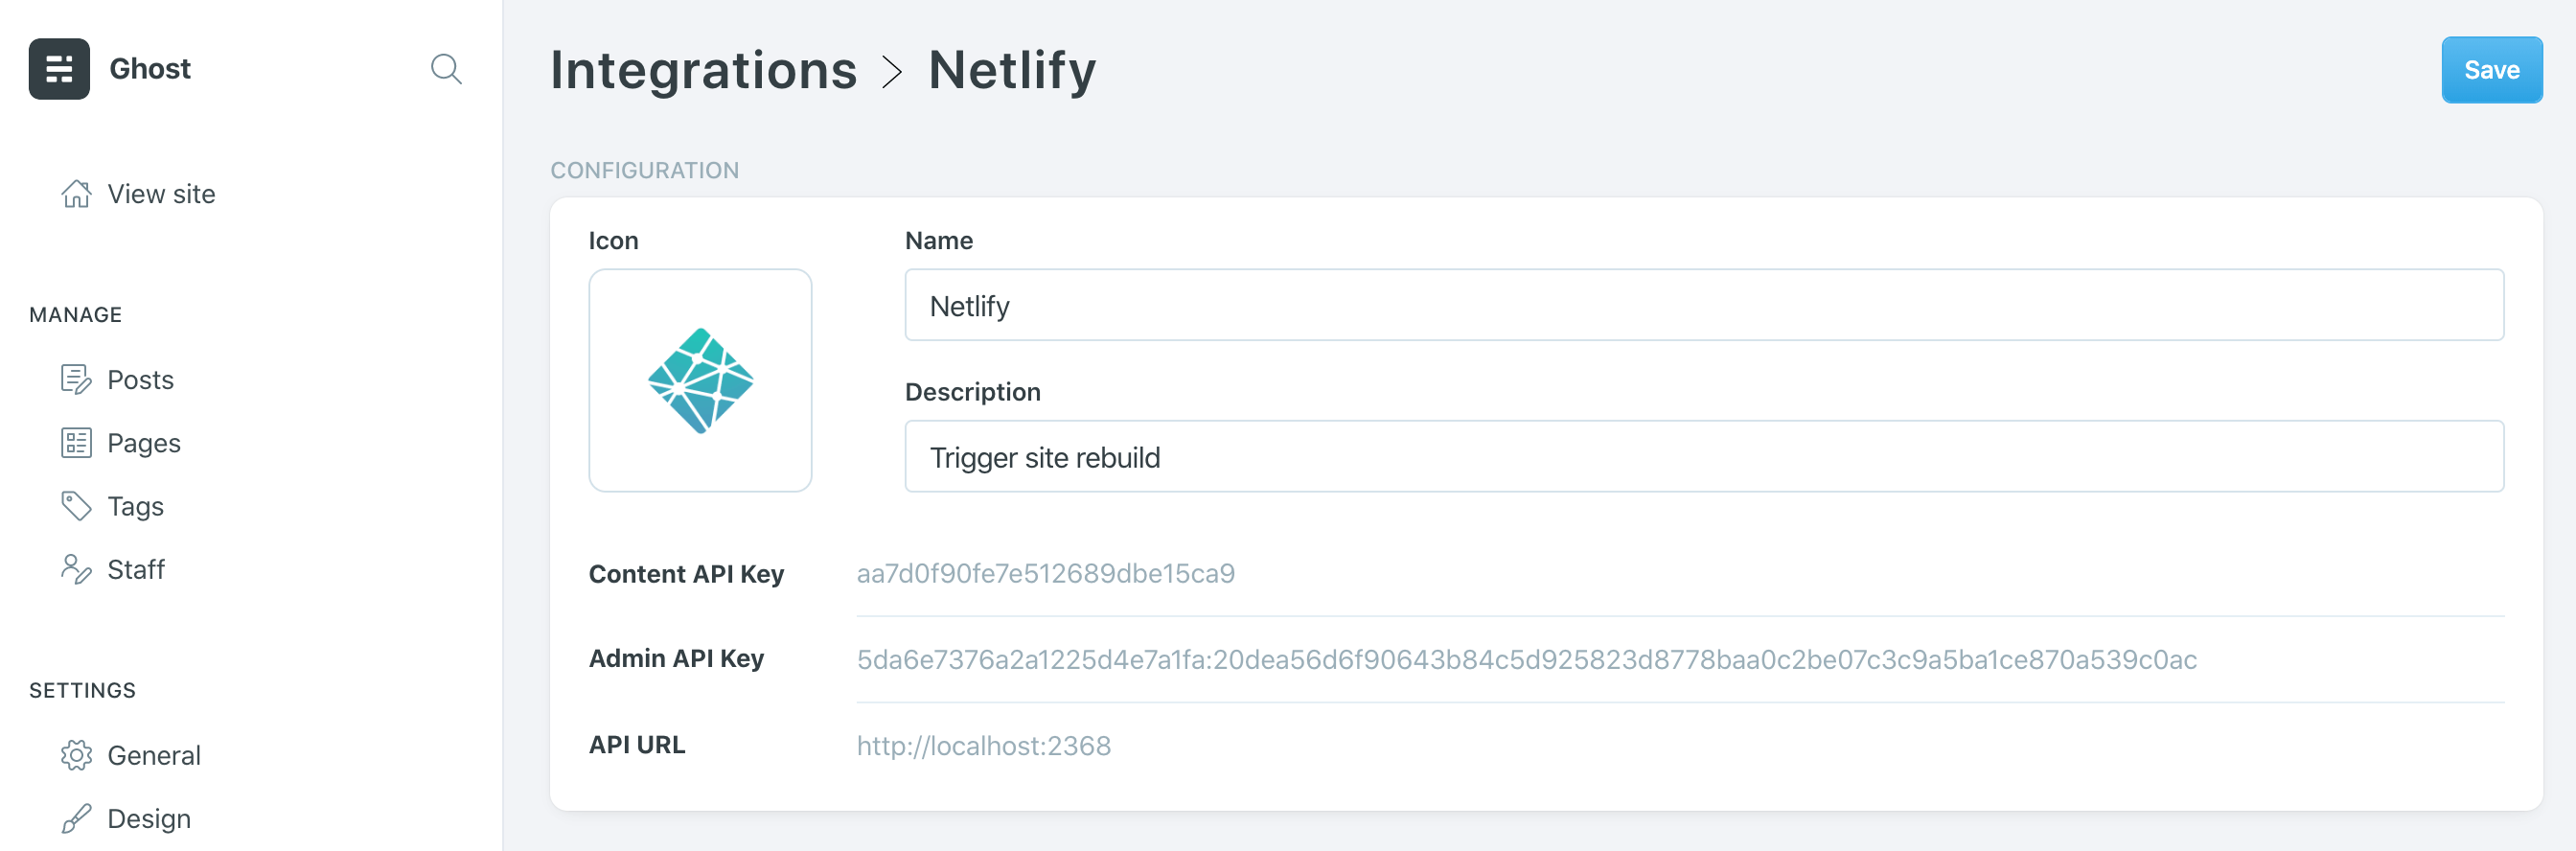 Ghost
View site
MANAGE
Posts
Pages
Tags
Staff
SETTINGS
General
Design
Integrations > Netlify
Save
CONFIGURATION
Icon
Name
Netlify
Description
Trigger site rebuild
Content API Key aa7d0f90fe7e512689dbe15ca9
Admin API Key 5da6e7376a2a1225d4e7a1fa:20dea56d6f90643b84c5d925823d8778baa0c2be07c3c9a5ba1ce870a539c0ac
API URL http://localhost:2368